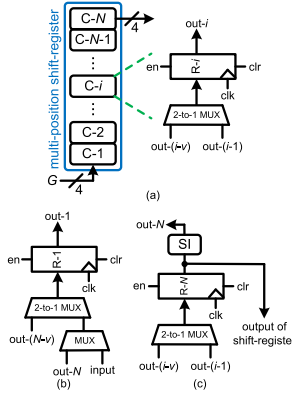 multi-position shift-register
C-N
C-N-1
C-i
C-2
C-1
4
G
4
out-i
en
R-i
clr
clk
2-to-1 MUX
out-(i-v)
out-(i-1)
(a)
out-1
en
R-1
clr
clk
2-to-1 MUX
out-(N-v)
MUX
out-N
input
(b)
out-N
SI
en
R-N
clr
clk
2-to-1 MUX
out-(i-v)
out-(i-1)
output of
shift-registe
(c)